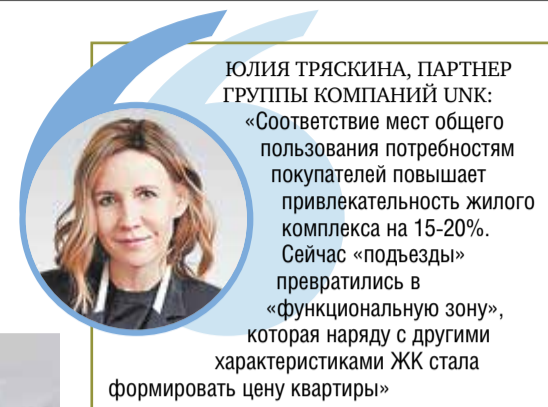 ЮЛИЯ ТРЯСКИНА, ПАРТНЕР
ГРУППЫ КОМПАНИЙ UNK:
«Соответствие мест общего
пользования потребностям
покупателей повышает
привлекательность жилого
комплекса на 15-20%.
Сейчас «подъезды»
превратились в
«функциональную зону»,
которая наряду с другими
характеристиками ЖК стала
формировать цену квартиры»